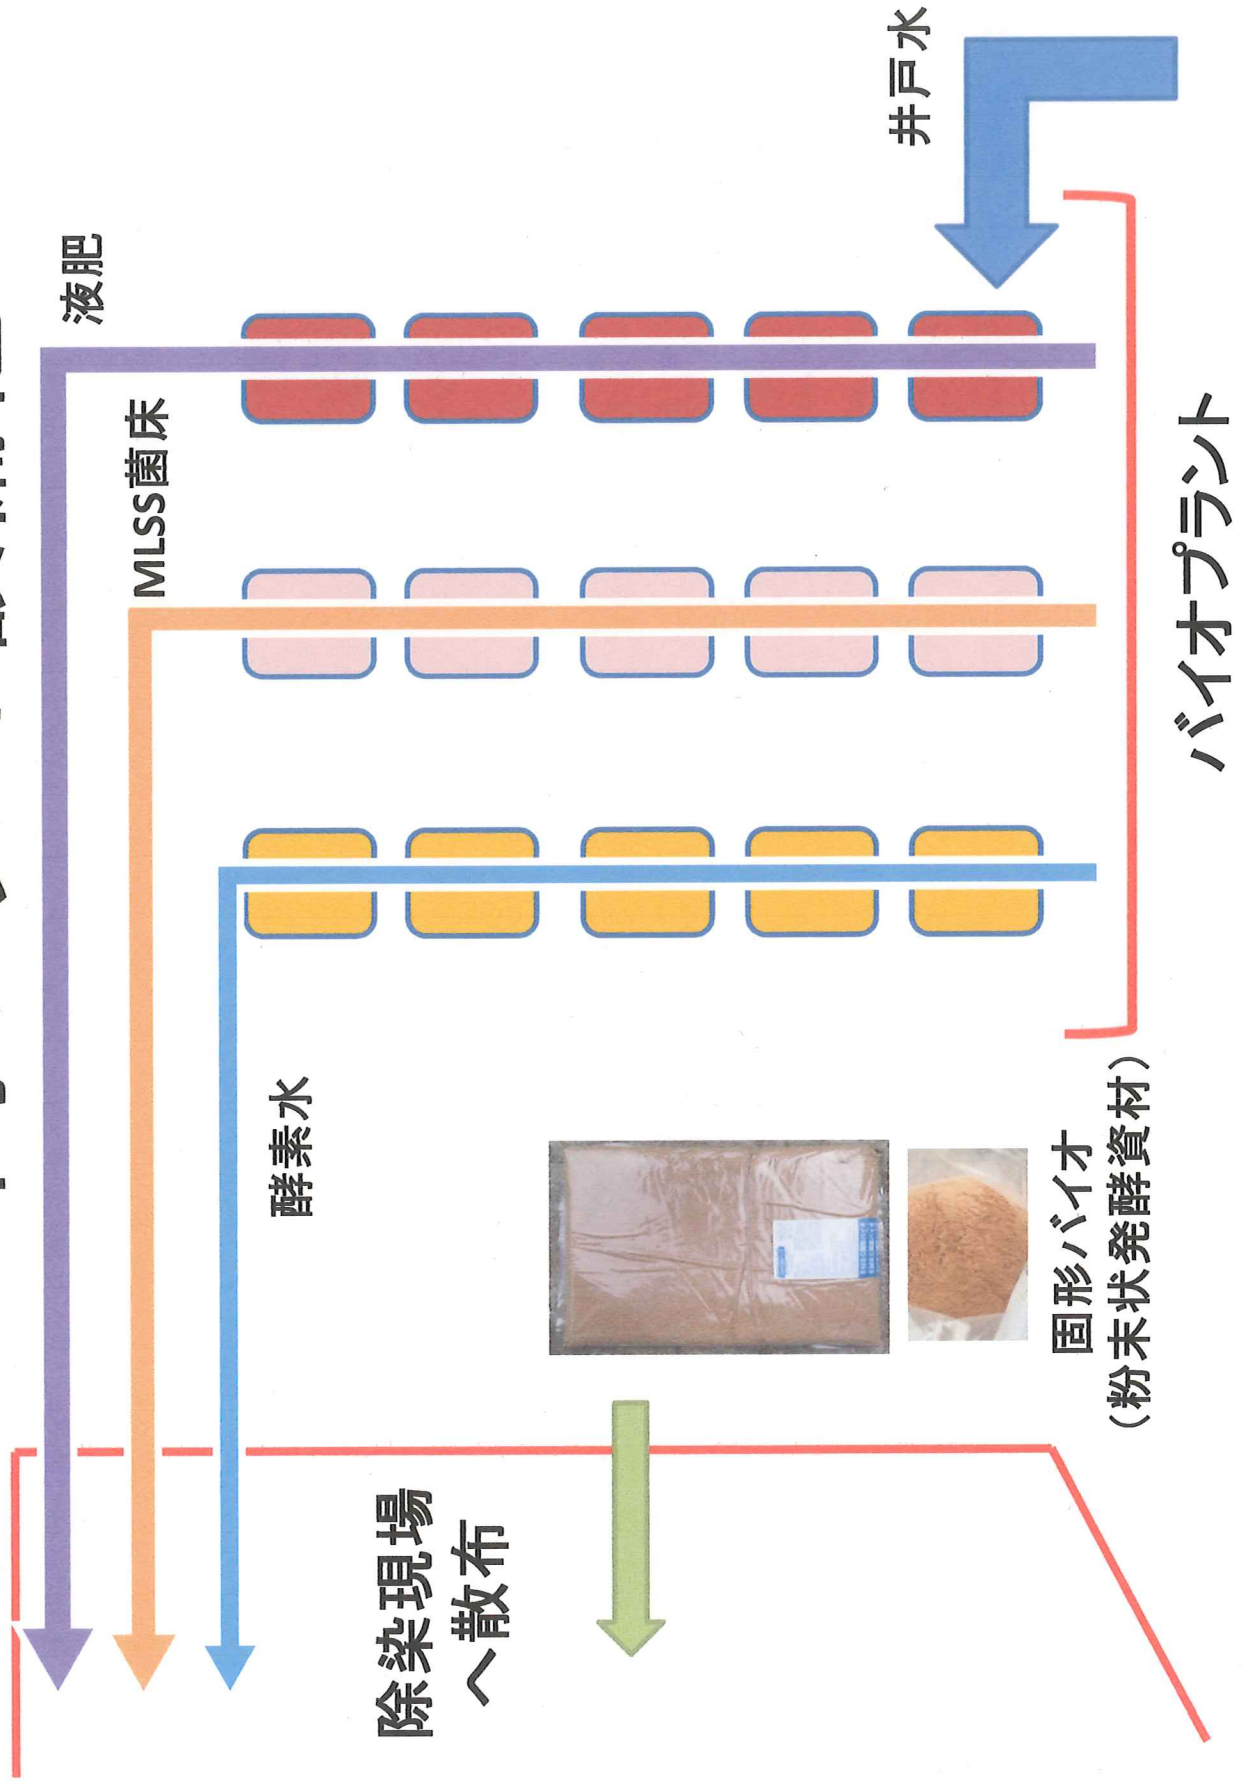 液肥
MLSS菌床
酵素水
井戸水
除染現場
へ散布
固形バイオ
（粉末状発酵資材）
バイオプラント